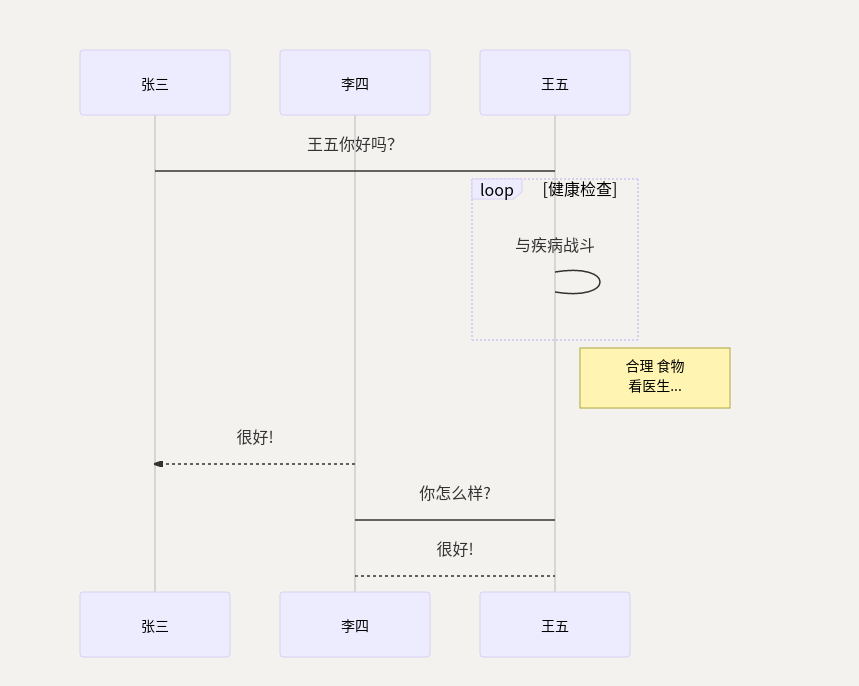 张三
李四
王五
王五你好吗?
loop
[健康检查]
与疾病战斗
合理 食物
看医生...
很好!
你怎么样?
很好!
张三
李四
王五